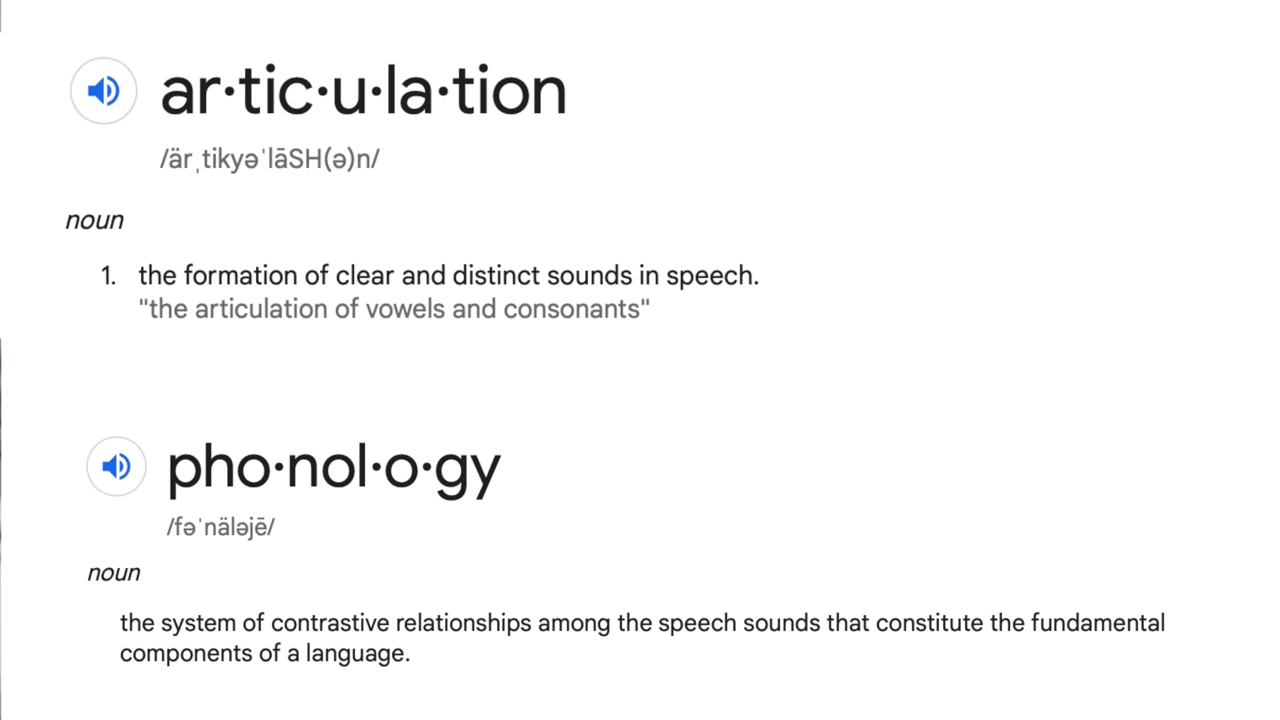 ar·tic·u·la·tion
/ärˌtikyəˈlāSH(ə)n/
noun
1. the formation of clear and distinct sounds in speech.
"the articulation of vowels and consonants"
pho·nol·o·gy
/fəˈnäləjē/
noun
the system of contrastive relationships among the speech sounds that constitute the fundamental
components of a language.